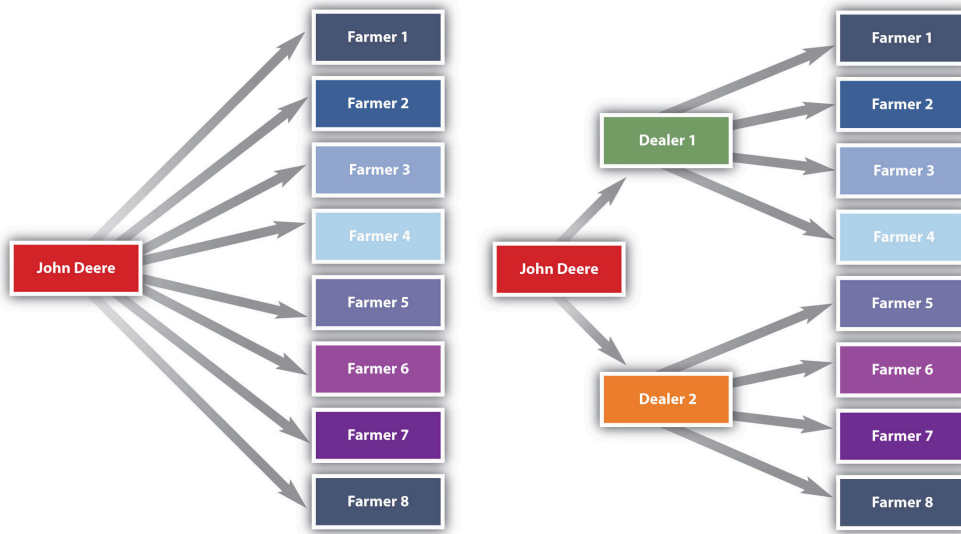 Farmer 1
Farmer 2
Farmer 3
Farmer 4
John Deere
Farmer 5
Farmer 6
Farmer 7
Farmer 8
Farmer 1
Farmer 2
Dealer 1
Farmer 3
Farmer 4
John Deere
Farmer 5
Farmer 6
Dealer 2
Farmer 7
Farmer 8